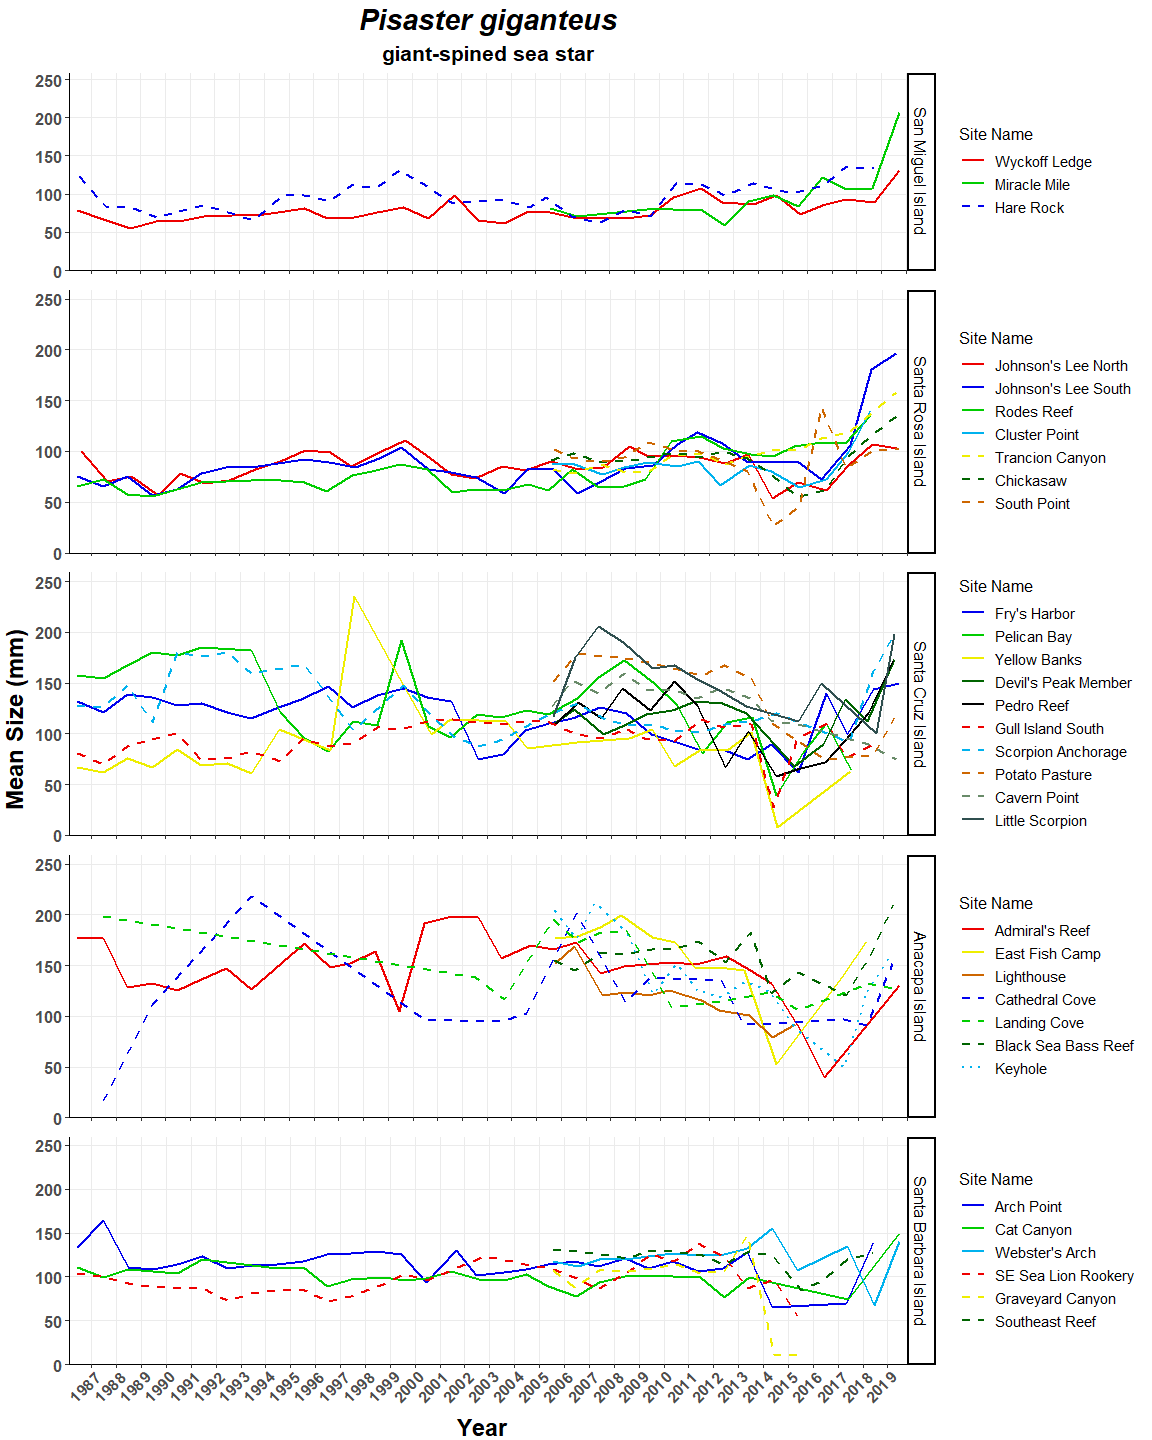 Pisaster giganteus
giant-spined sea star
Mean Size (mm)
250
200
150
100
50
0
San Miguel Island
Site Name
Wyckoff Ledge
Miracle Mile
Hare Rock
250
200
150
100
50
0
Santa Rosa Island
Site Name
Johnson's Lee North
Johnson's Lee South
Rodes Reef
Cluster Point
Trancion Canyon
Chickasaw
South Point
250
200
150
100
50
0
Santa Cruz Island
Site Name
Fry's Harbor
Pelican Bay
Yellow Banks
Devil's Peak Member
Pedro Reef
Gull Island South
Scorpion Anchorage
Potato Pasture
Cavern Point
Little Scorpion
250
200
150
100
50
0
Anacapa Island
Site Name
Admiral's Reef
East Fish Camp
Lighthouse
Cathedral Cove
Landing Cove
Black Sea Bass Reef
Keyhole
250
200
150
100
50
0
Santa Barbara Island
Site Name
Arch Point
Cat Canyon
Webster's Arch
SE Sea Lion Rookery
Graveyard Canyon
Southeast Reef
1987 1988 1989 1990 1991 1992 1993 1994 1995 1996 1997 1998 1999 2000 2001 2002 2003 2004 2005 2006 2007 2008 2009 2010 2011 2012 2013 2014 2015 2016 2017 2018 2019
Year